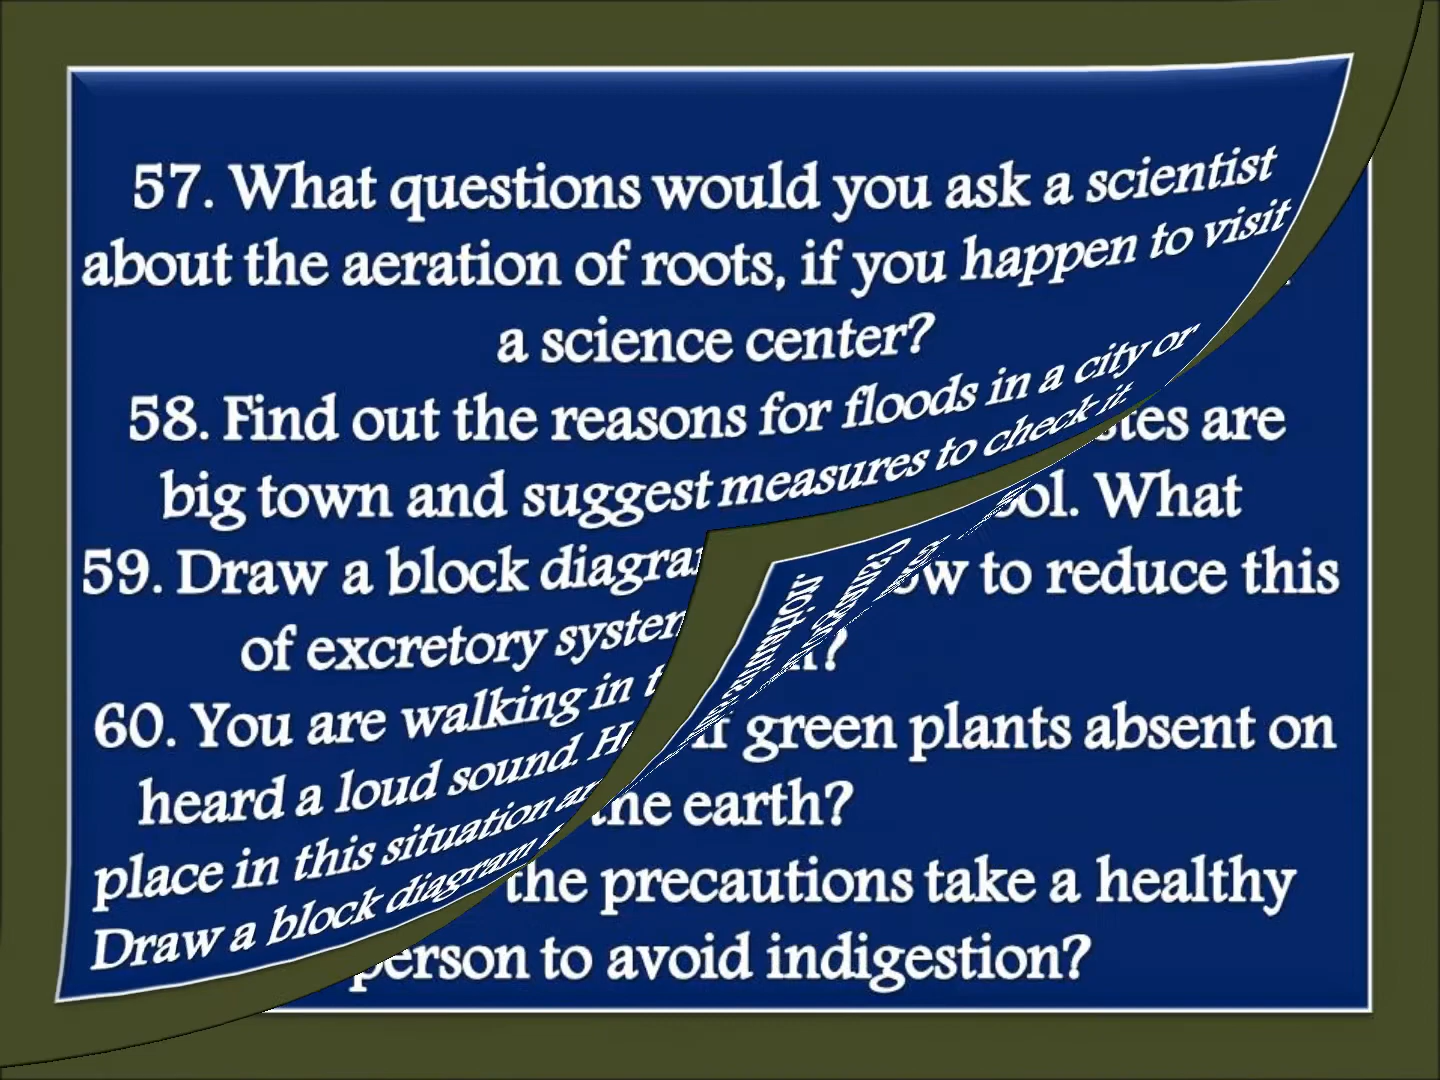 57. What questions would you ask a scientist
about the aeration of roots, if you happen to visit
a science center?
58. Find out the reasons for floods in a city or
big town and suggest measures to check it.
59. Draw a block
of excretory
60. You are walking in
heard a loud sound.
place in this situation
Draw a block diagram
are
What
to reduce this
green plants absent on
the earth?
the precautions take a healthy
person to avoid indigestion?